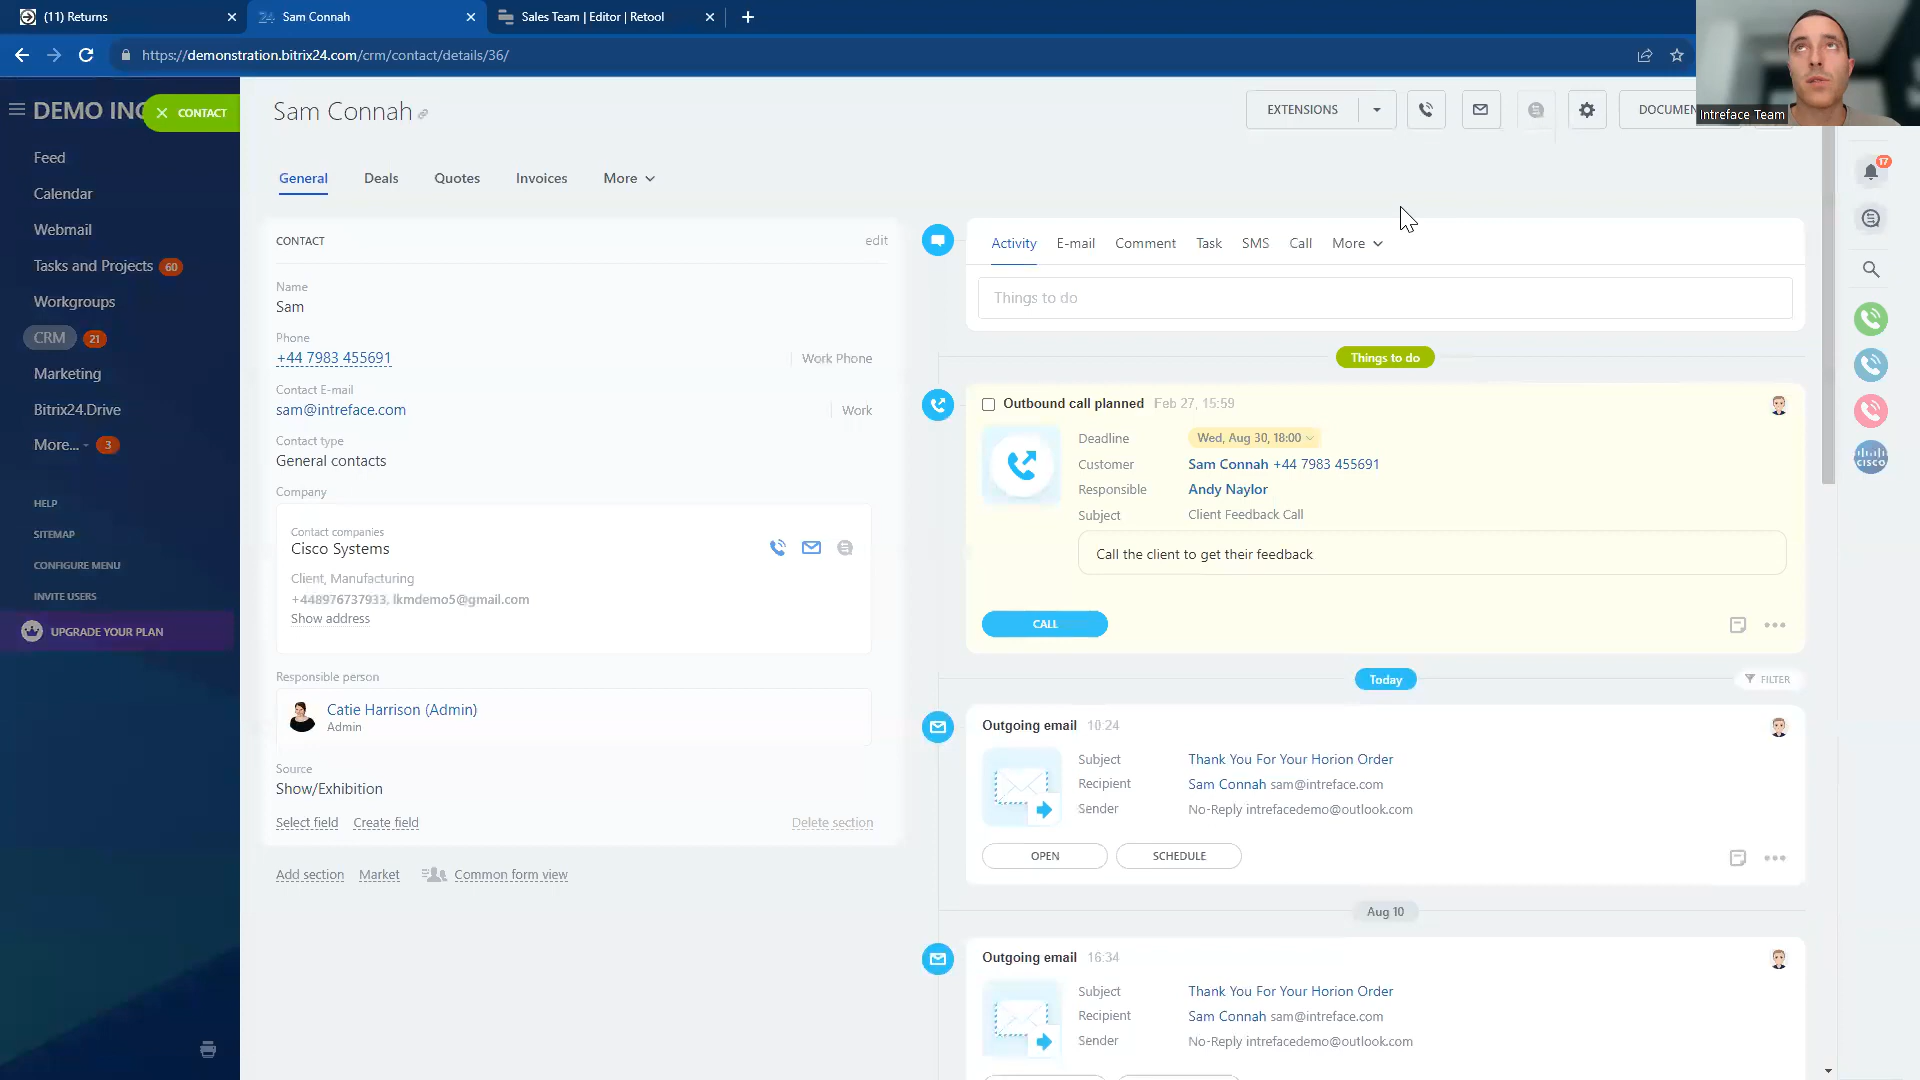 (11) Returns
Sam Connah
Sales Team | Editor | Retool
https://demonstration.bitrix24.com/crm/contact/details/36/
Intreface Team
DEMO INC
CONTACT
Feed
Calendar
Webmail
Tasks and Projects 60
Workgroups
CRM 21
Marketing
Bitrix24.Drive
More... 3
HELP
SITEMAP
CONFIGURE MENU
INVITE USERS
UPGRADE YOUR PLAN
Sam Connah
EXTENSIONS
DOCUMEN
General Deals Quotes Invoices More
CONTACT edit
Name
Sam
Phone
+44 7983 455691 Work Phone
Contact E-mail
sam@intreface.com Work
Contact type
General contacts
Company
Contact companies
Cisco Systems
Client, Manufacturing
+448976737933, lkmdemo5@gmail.com
Show address
Responsible person
Catie Harrison (Admin)
Admin
Source
Show/Exhibition
Select field Create field Delete section
Add section Market Common form view
Activity E-mail Comment Task SMS Call More
Things to do
Things to do
Outbound call planned Feb 27, 15:59
Deadline Wed, Aug 30, 18:00
Customer Sam Connah +44 7983 455691
Responsible Andy Naylor
Subject Client Feedback Call
Call the client to get their feedback
CALL
Today
FILTER
Outgoing email 10:24
Subject Thank You For Your Horion Order
Recipient Sam Connah sam@intreface.com
Sender No-Reply intrefacedemo@outlook.com
OPEN SCHEDULE
Aug 10
Outgoing email 16:34
Subject Thank You For Your Horion Order
Recipient Sam Connah sam@intreface.com
Sender No-Reply intrefacedemo@outlook.com
17
CISCO